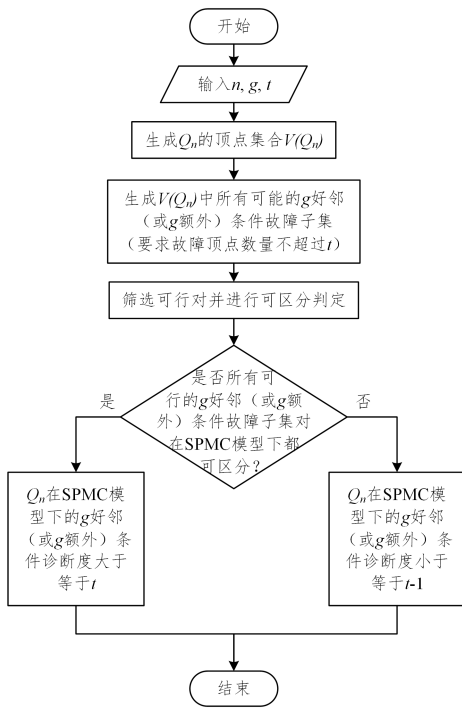 开始
输入n, g, t
生成Qn的顶点集合V(Qn)
生成V(Qn)中所有可能的g好邻
（或g额外）条件故障子集
（要求故障顶点数量不超过t）
筛选可行对并进行可区分判定
是否所有可
行的g好邻（或g额
外）条件故障子集对
在SPMC模型下都
可区分？
是
否
Qn在SPMC模
型下的g好邻
（或g额外）条
件诊断度大于
等于t
Qn在SPMC模
型下的g好邻
（或g额外）条
件诊断度小于
等于t-1
结束